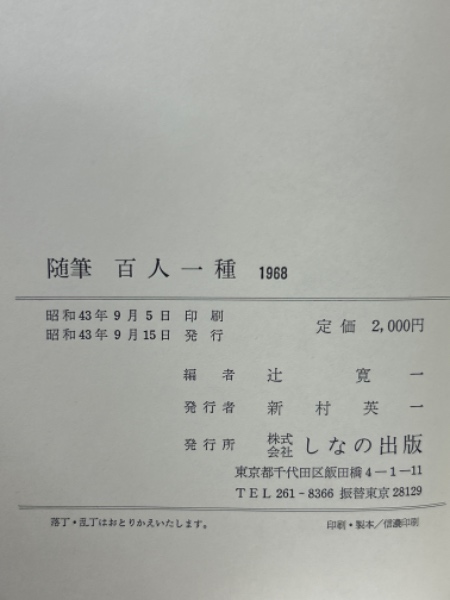 随筆 百人一種 1968
昭和43年9月5日 印刷
昭和43年9月15日 発行
定価 2,000円
編者 辻寛一
発行者 新村英一
発行所 株式会社 しなの出版
東京都千代田区飯田橋4-1-11
TEL 261-8366 振替東京 28129
落丁・乱丁はおとりかえいたします。
印刷・製本/信濃印刷